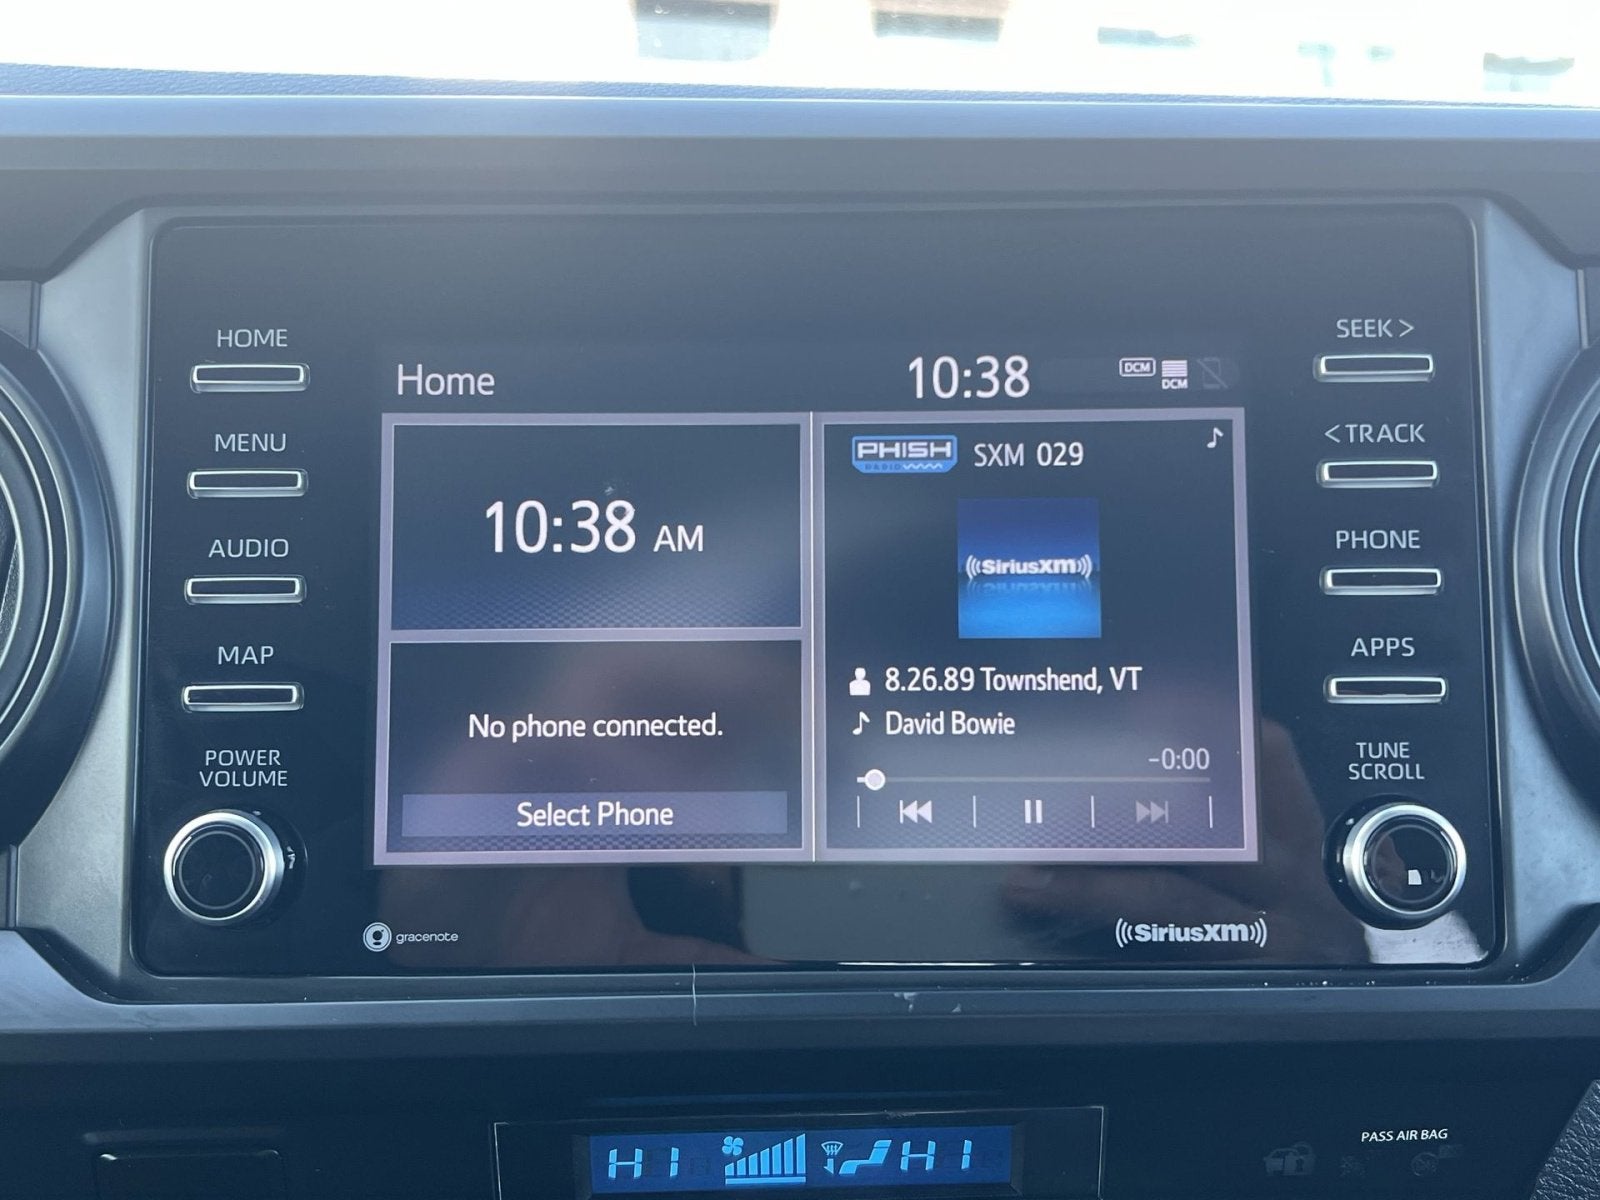 HOME
MENU
AUDIO
MAP
POWER
VOLUME
Home
10:38
DCM
DCM
10:38 AM
No phone connected.
Select Phone
PHISH
RADIO
SXM 029
((SiriusXM))
8.26.89 Townshend, VT
David Bowie
-0:00
SEEK >
< TRACK
PHONE
APPS
TUNE
SCROLL
g gracenote
((SiriusXM))
HI
HI
PASS AIR BAG